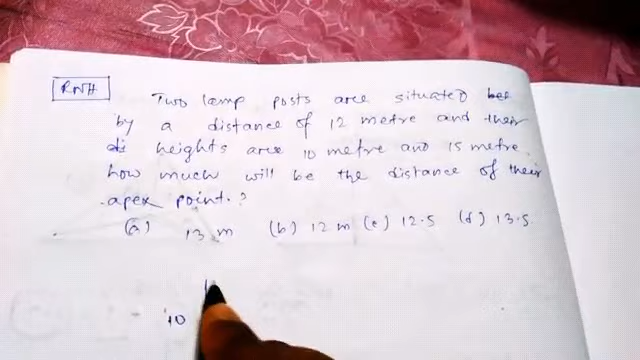 RNH
Two lamp posts are situated
by a distance of 12 metre and their
heights are 10 metre and 15 metre.
how much will be the distance of their
apex point.?
(a) 13 m (b) 12 m (c) 12.5 (d) 13.5
10